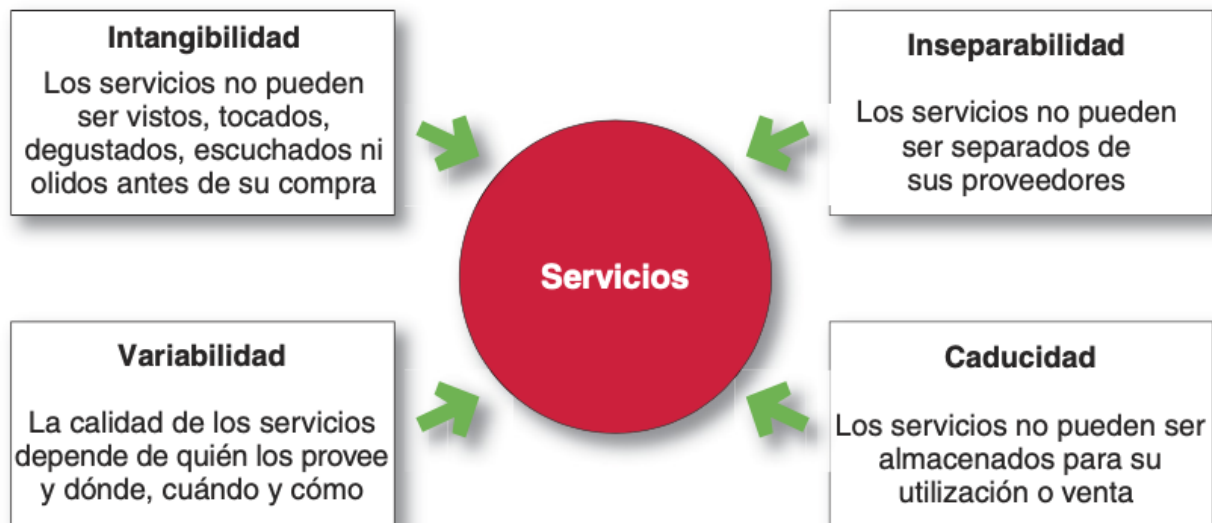 Intangibilidad
Los servicios no pueden
ser vistos, tocados,
degustados, escuchados ni
olidos antes de su compra
Inseparabilidad
Los servicios no pueden
ser separados de
sus proveedores
Servicios
Variabilidad
La calidad de los servicios
depende de quién los provee
y dónde, cuándo y cómo
Caducidad
Los servicios no pueden ser
almacenados para su
utilización o venta